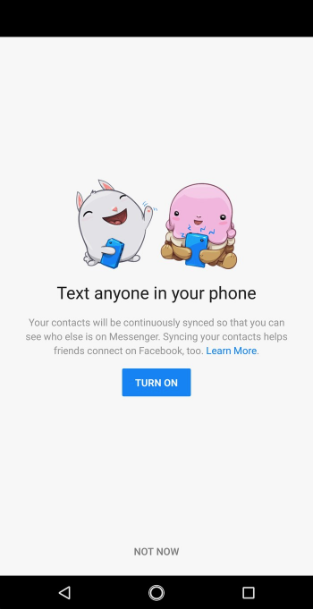 Text anyone in your phone
Your contacts will be continuously synced so that you can
see who else is on Messenger. Syncing your contacts helps
friends connect on Facebook, too. Learn More.
TURN ON
NOT NOW